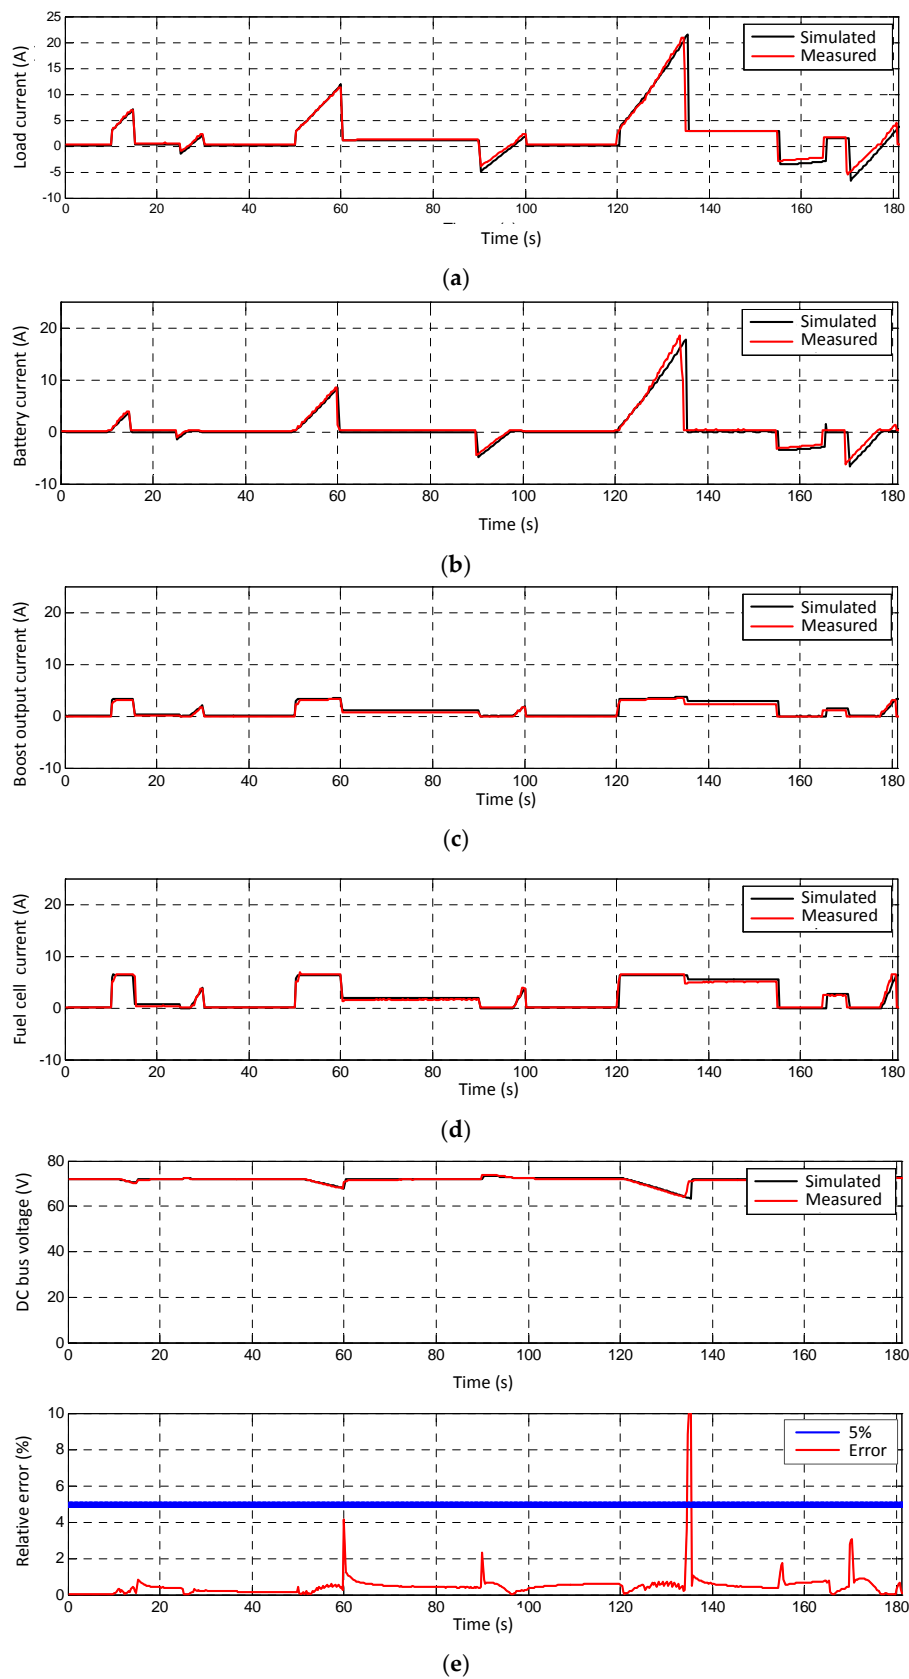 Load current (A)
25
20
15
10
5
0
-5
-10
Simulated
Measured
0 20 40 60 80 100 120 140 160 180
Time (s)
(a)
Battery current (A)
20
10
0
-10
Simulated
Measured
0 20 40 60 80 100 120 140 160 180
Time (s)
(b)
Boost output current (A)
20
10
0
-10
Simulated
Measured
0 20 40 60 80 100 120 140 160 180
Time (s)
(c)
Fuel cell current (A)
20
10
0
-10
Simulated
Measured
0 20 40 60 80 100 120 140 160 180
Time (s)
(d)
DC bus voltage (V)
80
60
40
20
0
Simulated
Measured
0 20 40 60 80 100 120 140 160 180
Time (s)
Relative error (%)
10
8
6
4
2
0
5%
Error
0 20 40 60 80 100 120 140 160 180
Time (s)
(e)